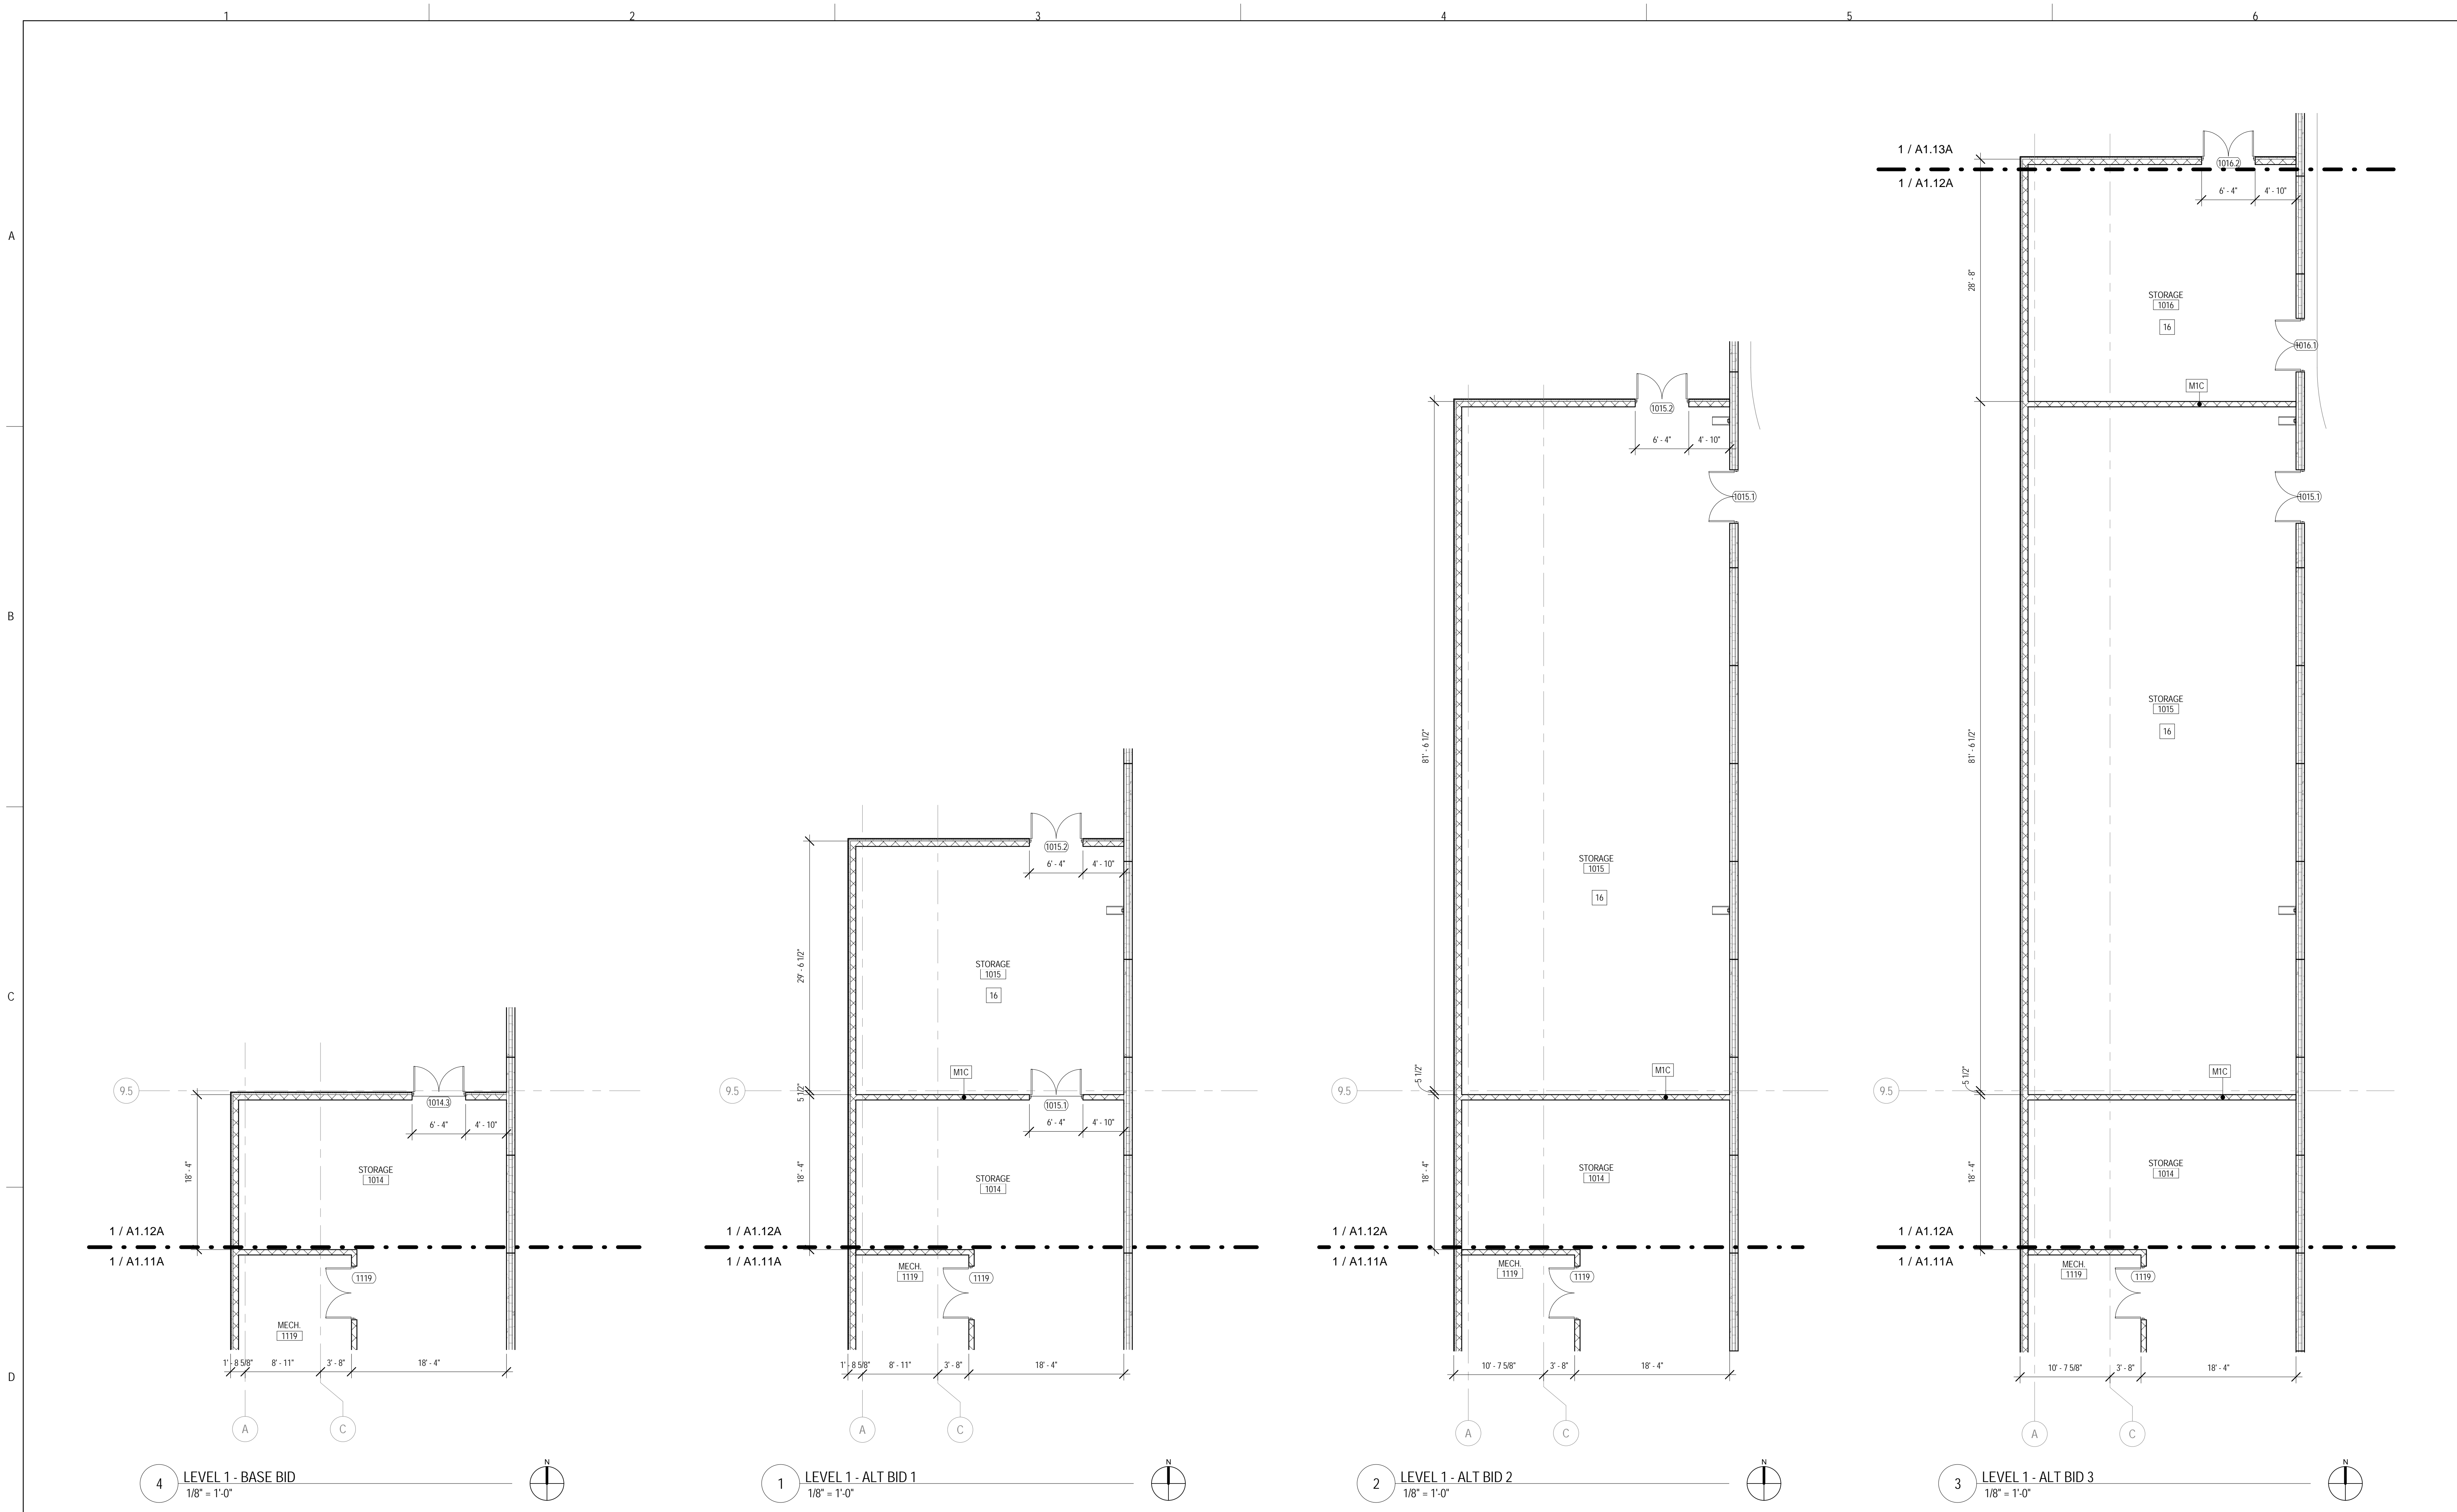 1
2
3
4
5
6
A
B
C
D
9.5
18' - 4"
1014.3
6' - 4"
4' - 10"
STORAGE
1014
1 / A1.12A
1 / A1.11A
1119
MECH.
1119
1' - 8 5/8"
8' - 11"
3' - 8"
18' - 4"
A
C
4
LEVEL 1 - BASE BID
1/8" = 1'-0"
N
1015.2
6' - 4"
4' - 10"
29' - 6 1/2"
STORAGE
1015
16
M1C
9.5
5 1/2"
1015.1
6' - 4"
4' - 10"
18' - 4"
STORAGE
1014
1 / A1.12A
1 / A1.11A
MECH.
1119
1119
1' - 8 5/8"
8' - 11"
3' - 8"
18' - 4"
A
C
1
LEVEL 1 - ALT BID 1
1/8" = 1'-0"
N
1015.2
6' - 4"
4' - 10"
1015.1
81' - 6 1/2"
STORAGE
1015
16
M1C
9.5
5 1/2"
18' - 4"
STORAGE
1014
1 / A1.12A
1 / A1.11A
MECH.
1119
1119
10' - 7 5/8"
3' - 8"
18' - 4"
A
C
2
LEVEL 1 - ALT BID 2
1/8" = 1'-0"
N
1 / A1.13A
1 / A1.12A
1016.2
6' - 4"
4' - 10"
28' - 8"
STORAGE
1016
16
1016.1
M1C
1015.1
81' - 6 1/2"
STORAGE
1015
16
M1C
9.5
5 1/2"
18' - 4"
STORAGE
1014
1 / A1.12A
1 / A1.11A
MECH.
1119
1119
10' - 7 5/8"
3' - 8"
18' - 4"
A
C
3
LEVEL 1 - ALT BID 3
1/8" = 1'-0"
N